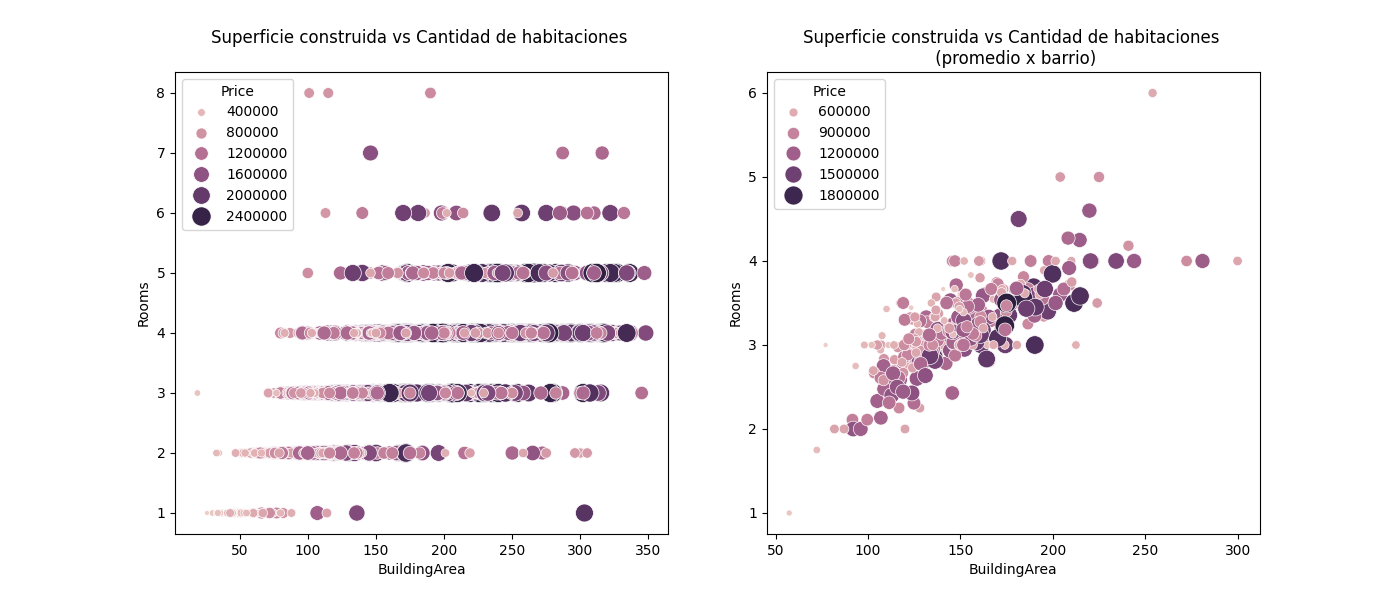 Superficie construida vs Cantidad de habitaciones
Price
400000
800000
1200000
1600000
2000000
2400000
8
7
6
5
4
3
2
1
Rooms
50 100 150 200 250 300 350
BuildingArea
Superficie construida vs Cantidad de habitaciones
(promedio x barrio)
Price
600000
900000
1200000
1500000
1800000
6
5
4
3
2
1
Rooms
50 100 150 200 250 300
BuildingArea